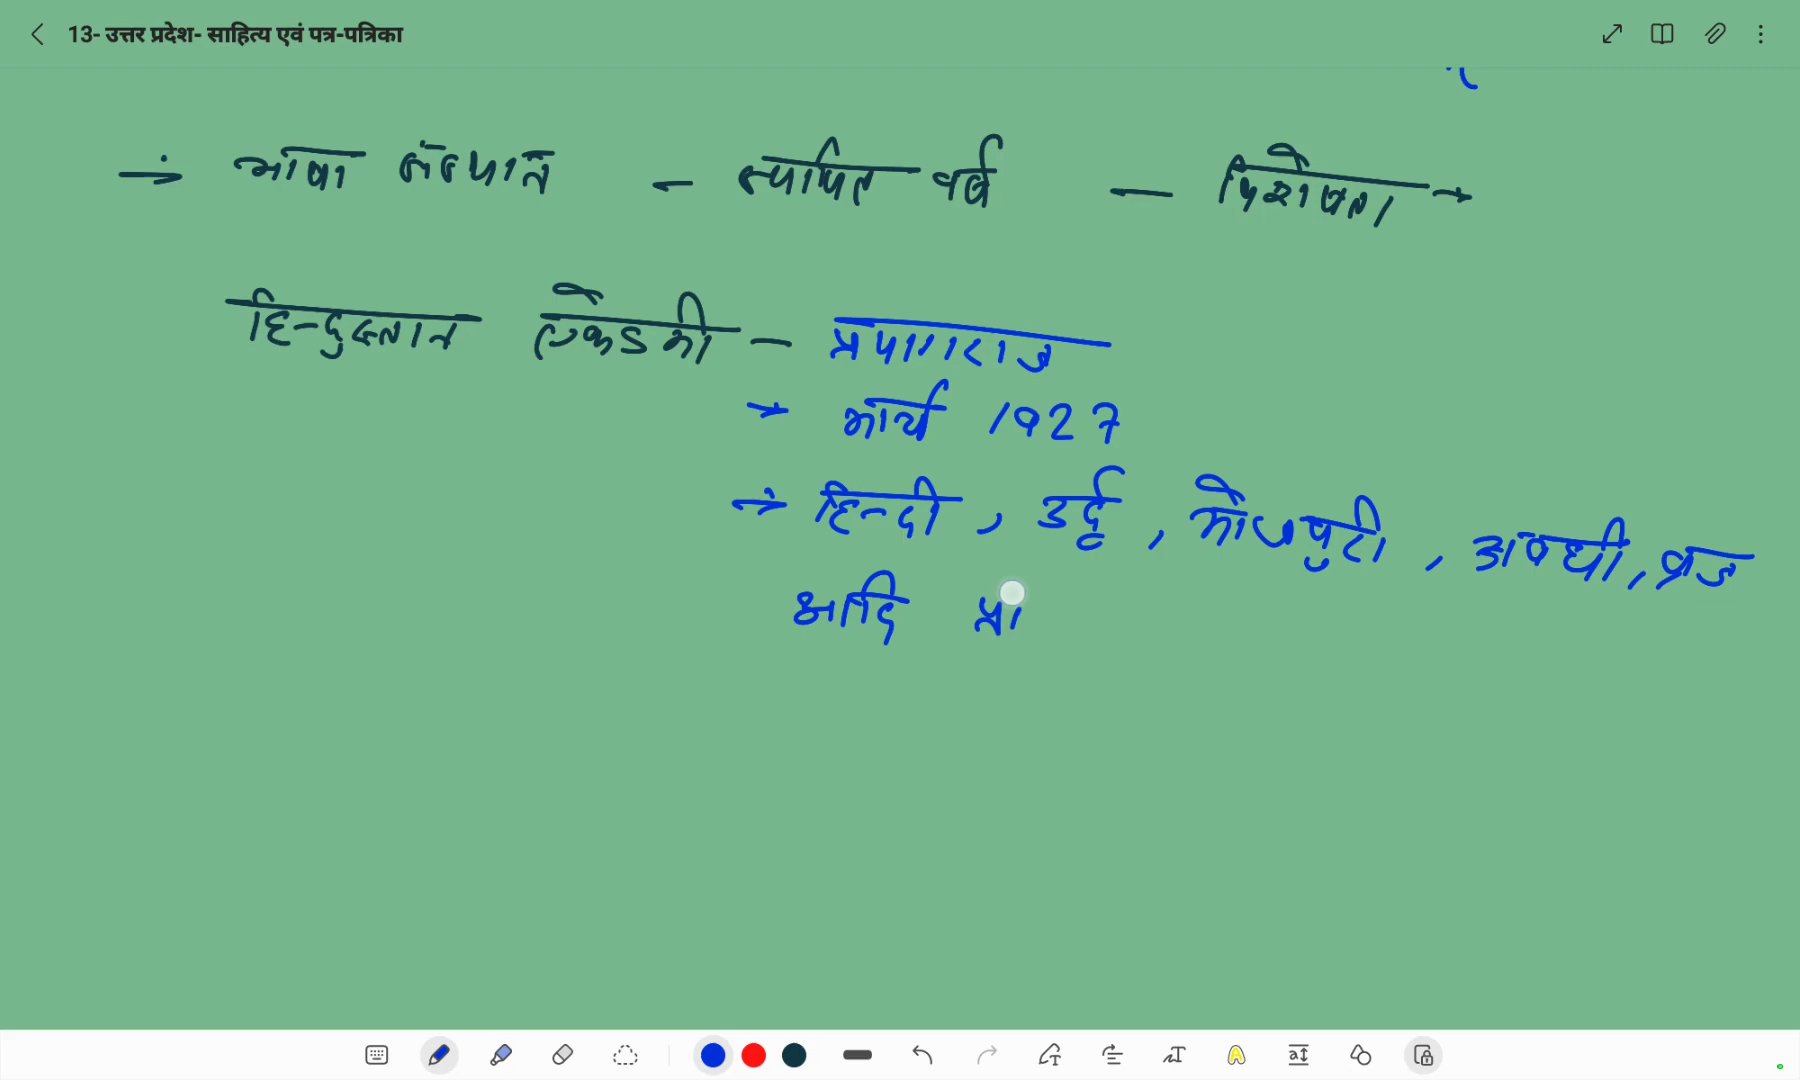 13- उत्तर प्रदेश- साहित्य एवं पत्र-पत्रिका
→ भाषा संस्थान - स्थापित वर्ष - विशेषता →
हिन्दुस्तान एकेडमी - प्रयागराज
→ मार्च 1927
→ हिन्दी, उर्दू, भोजपुरी, अवधी, ब्रज
आदि प्रा